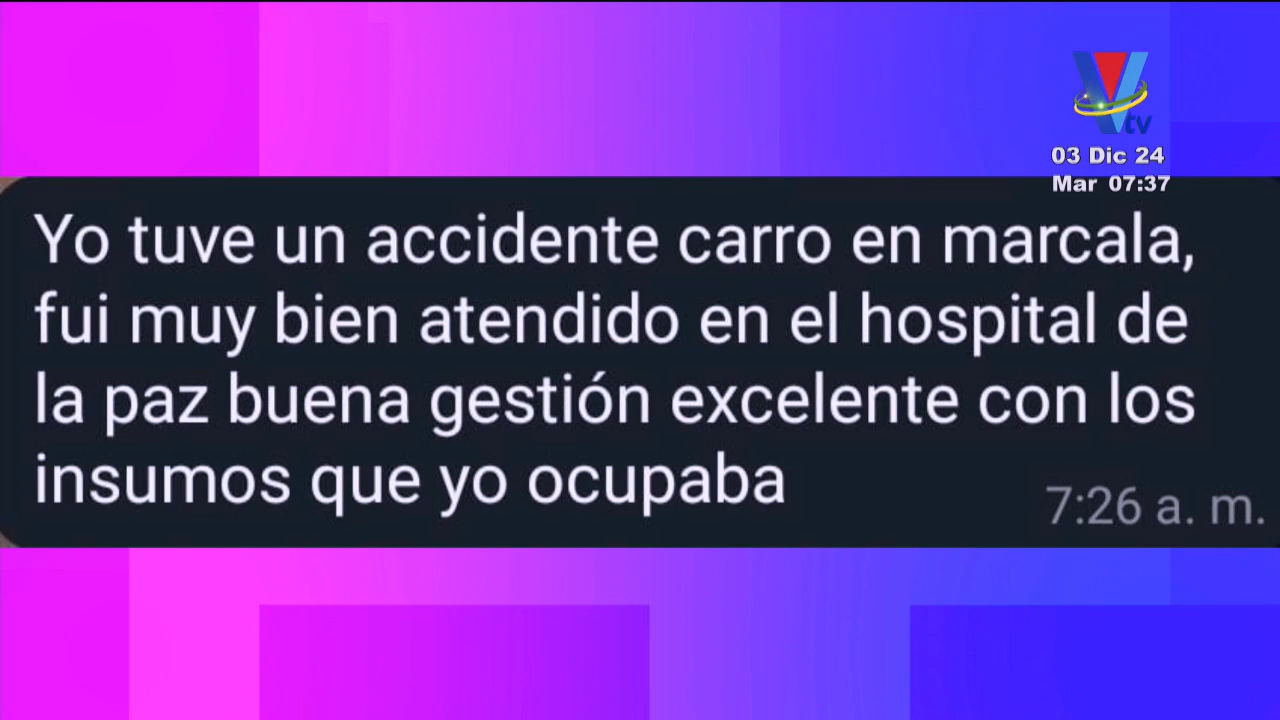 Vtv
03 Dic 24
Mar 07:37
Yo tuve un accidente carro en marcala,
fui muy bien atendido en el hospital de
la paz buena gestión excelente con los
insumos que yo ocupaba
7:26 a. m.